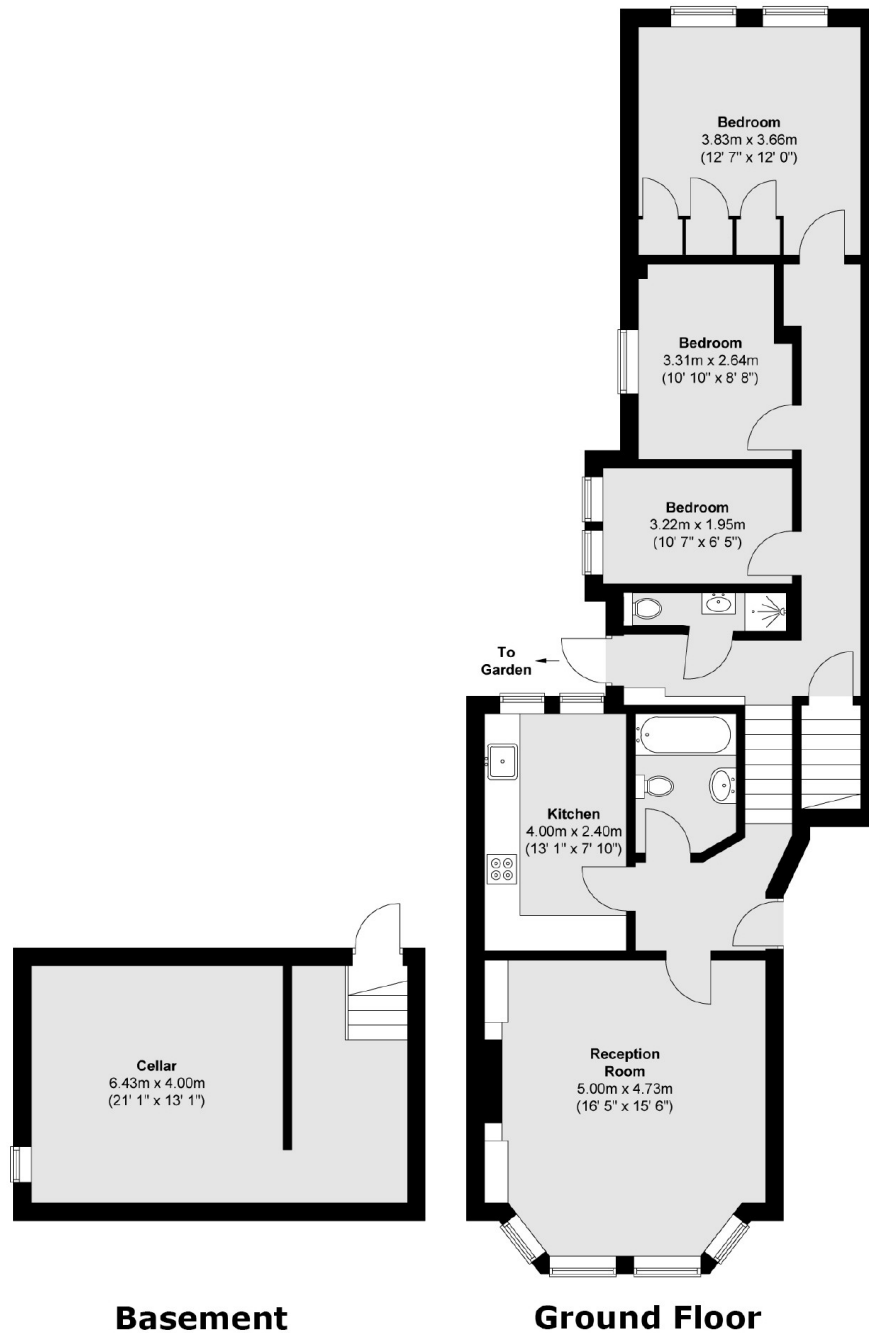 Bedroom
3.83m x 3.66m
(12' 7" x 12' 0")
Bedroom
3.31m x 2.64m
(10' 10" x 8' 8")
Bedroom
3.22m x 1.95m
(10' 7" x 6' 5")
To
Garden
Kitchen
4.00m x 2.40m
(13' 1" x 7' 10")
Cellar
6.43m x 4.00m
(21' 1" x 13' 1")
Reception
Room
5.00m x 4.73m
(16' 5" x 15' 6")
Basement
Ground Floor